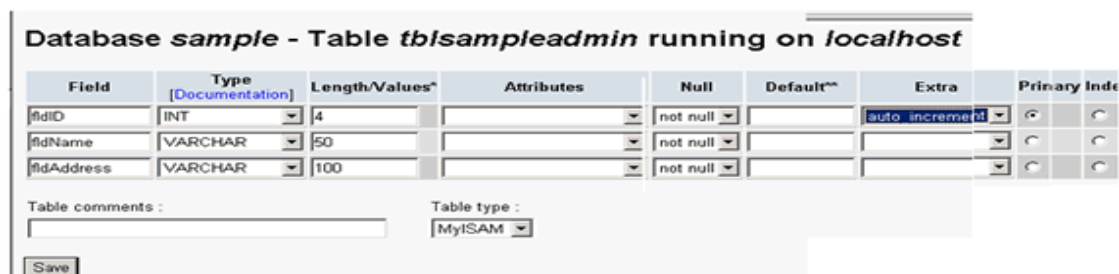 Database sample - Table tblsampleadmin running on localhost
Field Type Length/Values* Attributes Null Default** Extra Primary Inde
[Documentation]
fldID INT 4 not null auto_increment
fldName VARCHAR 50 not null
fldAddress VARCHAR 100 not null
Table comments : Table type :
MyISAM
Save